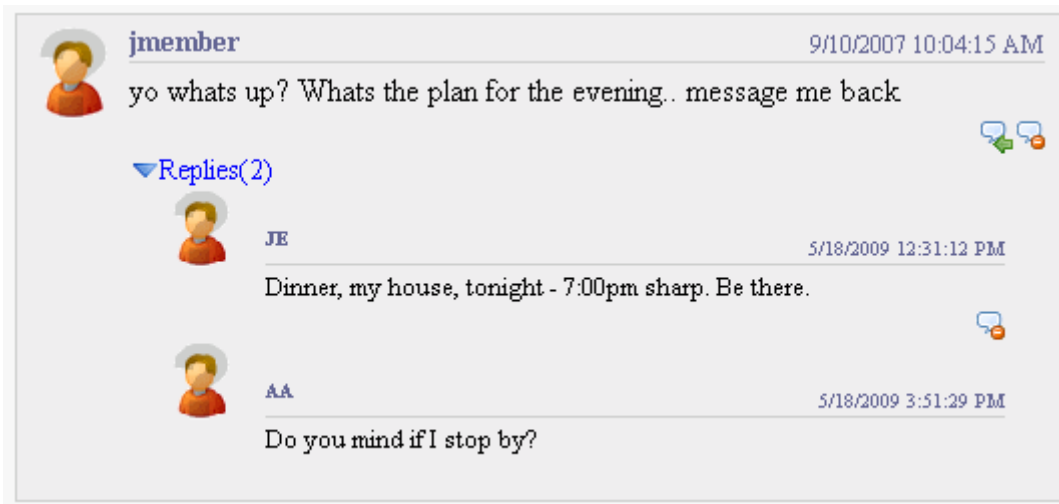 jmember 9/10/2007 10:04:15 AM
yo whats up? Whats the plan for the evening.. message me back
Replies(2)
JE 5/18/2009 12:31:12 PM
Dinner, my house, tonight - 7:00pm sharp. Be there.
AA 5/18/2009 3:51:29 PM
Do you mind if I stop by?